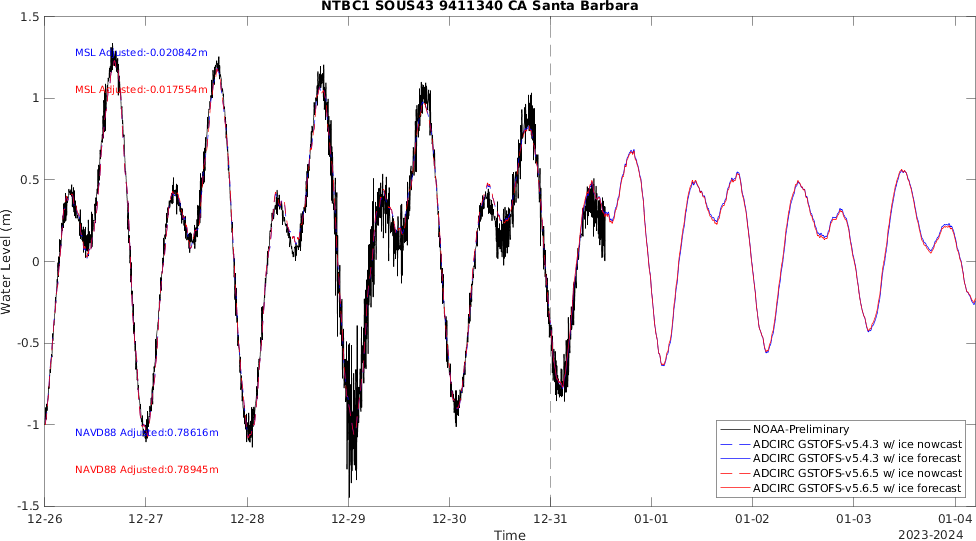 NTBC1 SOUS43 9411340 CA Santa Barbara
1.5
MSL Adjusted:-0.020842m
MSL Adjusted:-0.017554m
1
0.5
0
Water Level (m)
-0.5
-1
NAVD88 Adjusted:0.78616m
NAVD88 Adjusted:0.78945m
-1.5
NOAA-Preliminary
ADCIRC GSTOFS-v5.4.3 w/ ice nowcast
ADCIRC GSTOFS-v5.4.3 w/ ice forecast
ADCIRC GSTOFS-v5.6.5 w/ ice nowcast
ADCIRC GSTOFS-v5.6.5 w/ ice forecast
12-26 12-27 12-28 12-29 12-30 12-31 01-01 01-02 01-03 01-04
Time
2023-2024